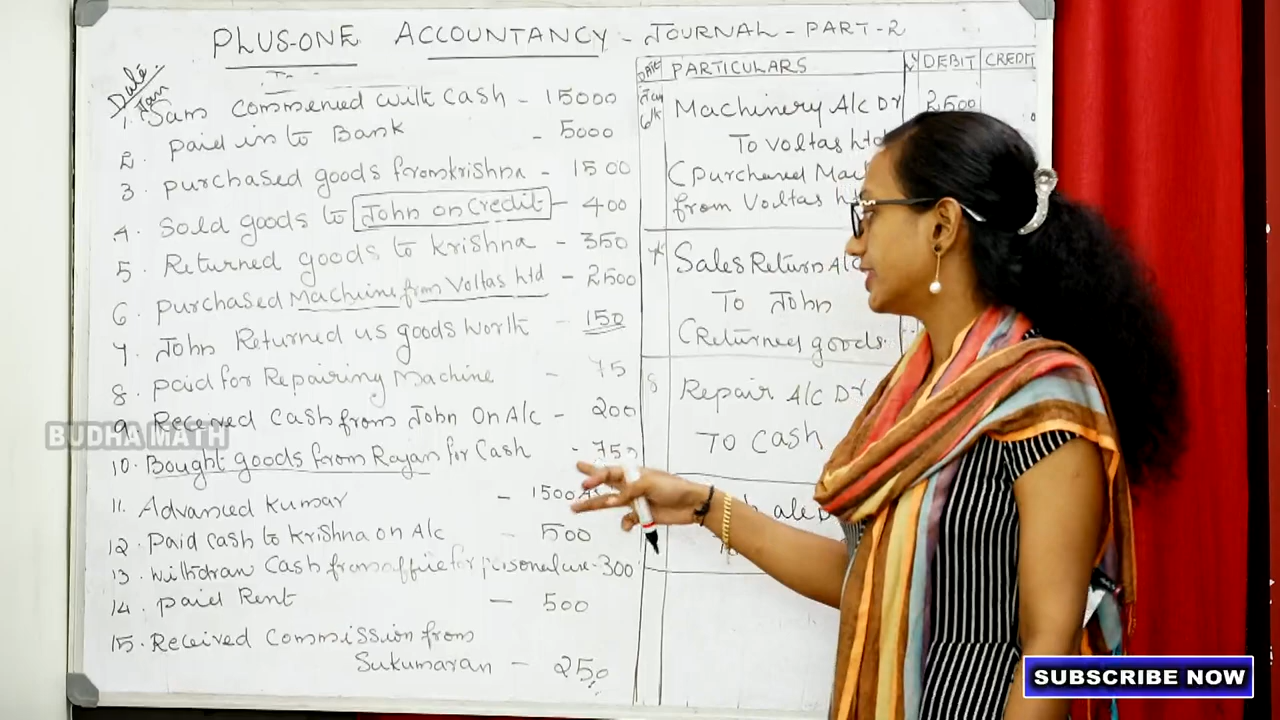 PLUS-ONE ACCOUNTANCY - JOURNAL - PART-2
Date
Jan
1. Sam commenced with cash - 15000
2. Paid in to Bank - 5000
3. purchased goods from krishna - 1500
4. Sold goods to John on Credit - 400
5. Returned goods to Krishna - 350
6. purchased Machine from Voltas htd - 2500
7. John Returned us goods worth - 150
8. paid for Repairing Machine - 75
9. Received Cash from John On A/c - 200
10. Bought goods from Rajan for Cash - 750
11. Advanced Kumar - 1500
12. Paid cash to krishna on A/c - 500
13. withdrawn Cash from office for personal use - 300
14. paid Rent - 500
15. Received Commission from
Sukumaran - 250
DATE PARTICULARS DEBIT CREDIT
Jan Machinery A/c Dr 2500
To Voltas htd
(purchased
from Voltas
Sales Return A/c
To John
(Returned goods
8 Repair A/c Dr
To Cash
BUDHA MATH
SUBSCRIBE NOW